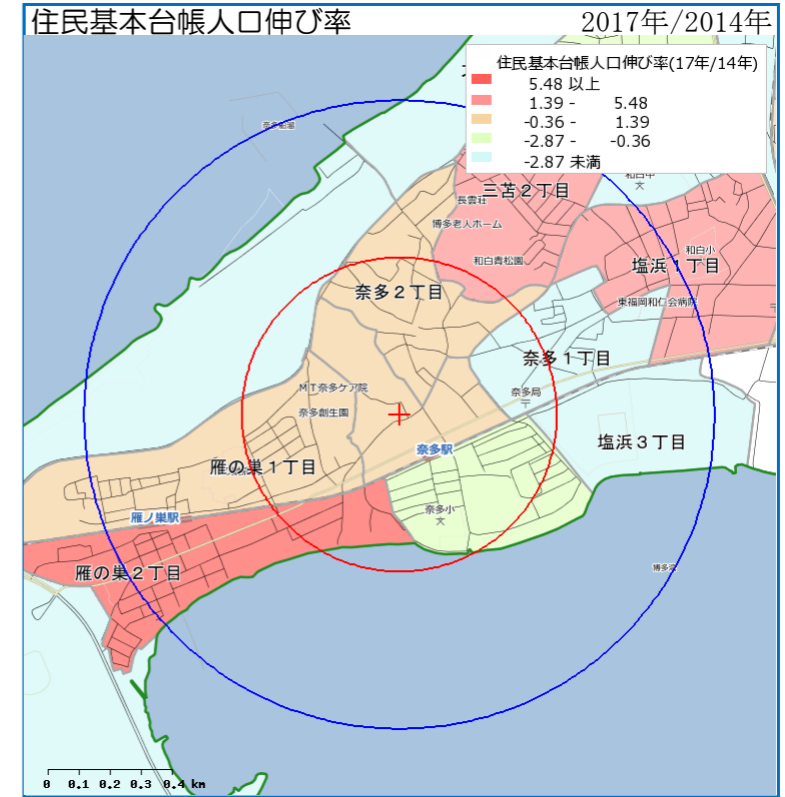 住民基本台帳人口伸び率
2017年/2014年
住民基本台帳人口伸び率(17年/14年)
5.48 以上
1.39 - 5.48
-0.36 - 1.39
-2.87 - -0.36
-2.87 未満
和白中
三苫2丁目
長雲荘
博多老人ホーム
和白青松園
和白小
塩浜1丁目
東福岡和仁会病院
奈多2丁目
奈多1丁目
MT奈多ケア院
奈多創生園
奈多局
奈多駅
塩浜3丁目
雁の巣1丁目
雁ノ巣駅
奈多小
雁の巣2丁目
0 0.1 0.2 0.3 0.4 km